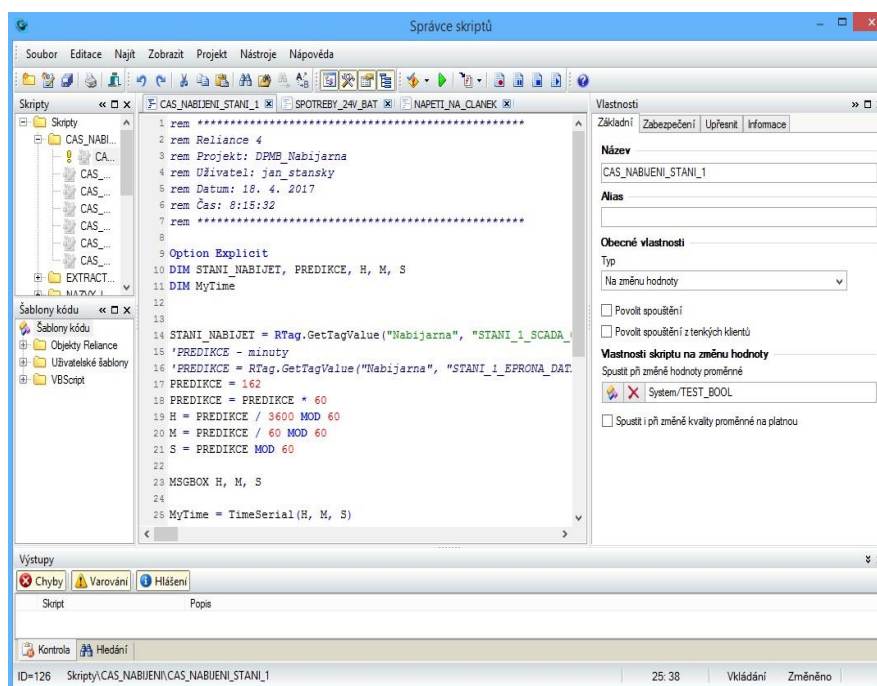 Správce skriptů
Soubor Editace Najít Zobrazit Projekt Nástroje Nápověda
Skripty
CAS_NABIJENI_STANI_1 SPOTREBY_24V_BAT NAPETI_NA_CLANEK
Vlastnosti
Skripty
CAS_NABI...
CA...
CAS_...
CAS_...
CAS_...
CAS_...
CAS_...
CAS_...
EXTRACT...
Šablony kódu
Šablony kódu
Objekty Reliance
Uživatelské šablony
VBScript
1 rem **************************************************
2 rem Reliance 4
3 rem Projekt: DPMB_Nabijarna
4 rem Uživatel: jan_stansky
5 rem Datum: 18. 4. 2017
6 rem Čas: 8:15:32
7 rem **************************************************
8
9 Option Explicit
10 DIM STANI_NABIJET, PREDIKCE, H, M, S
11 DIM MyTime
12
13
14 STANI_NABIJET = RTag.GetTagValue("Nabijarna", "STANI_1_SCADA_
15 'PREDIKCE - minuty
16 'PREDIKCE = RTag.GetTagValue("Nabijarna", "STANI_1_EPRONA_DAT.
17 PREDIKCE = 162
18 PREDIKCE = PREDIKCE * 60
19 H = PREDIKCE / 3600 MOD 60
20 M = PREDIKCE / 60 MOD 60
21 S = PREDIKCE MOD 60
22
23 MSGBOX H, M, S
24
25 MyTime = TimeSerial(H, M, S)
Základní Zabezpečení Upřesnit Informace
Název
CAS_NABIJENI_STANI_1
Alias
Obecné vlastnosti
Typ
Na změnu hodnoty
Povolit spouštění
Povolit spouštění z tenkých klientů
Vlastnosti skriptu na změnu hodnoty
Spustit při změně hodnoty proměnné
System/TEST_BOOL
Spustit i při změně kvality proměnné na platnou
Výstupy
Chyby Varování Hlášení
Skript Popis
Kontrola Hledání
ID=126 Skripty\CAS_NABIJENI\CAS_NABIJENI_STANI_1 25: 38 Vkládání Změněno